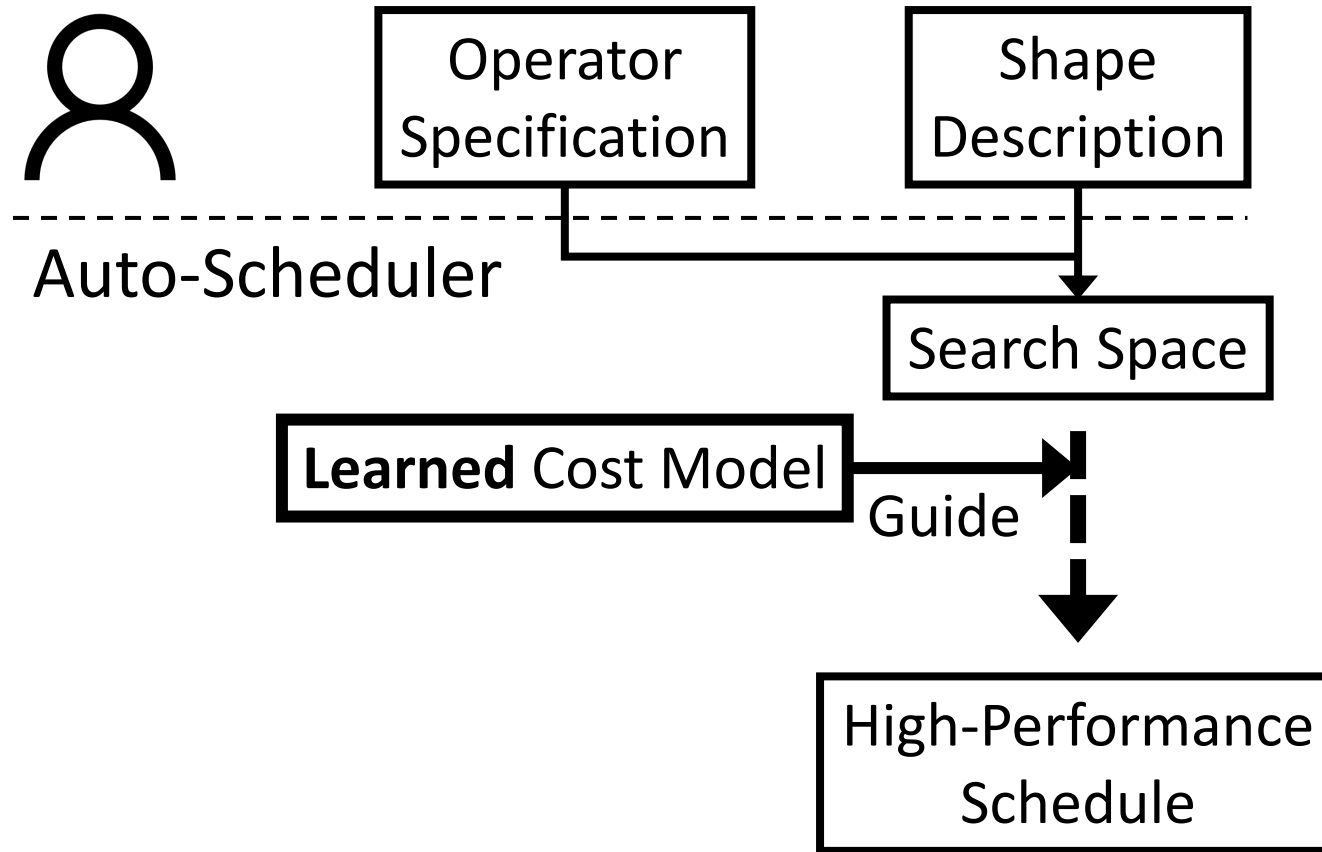 Operator
Specification
Shape
Description
Auto-Scheduler
Search Space
Learned Cost Model
Guide
High-Performance
Schedule